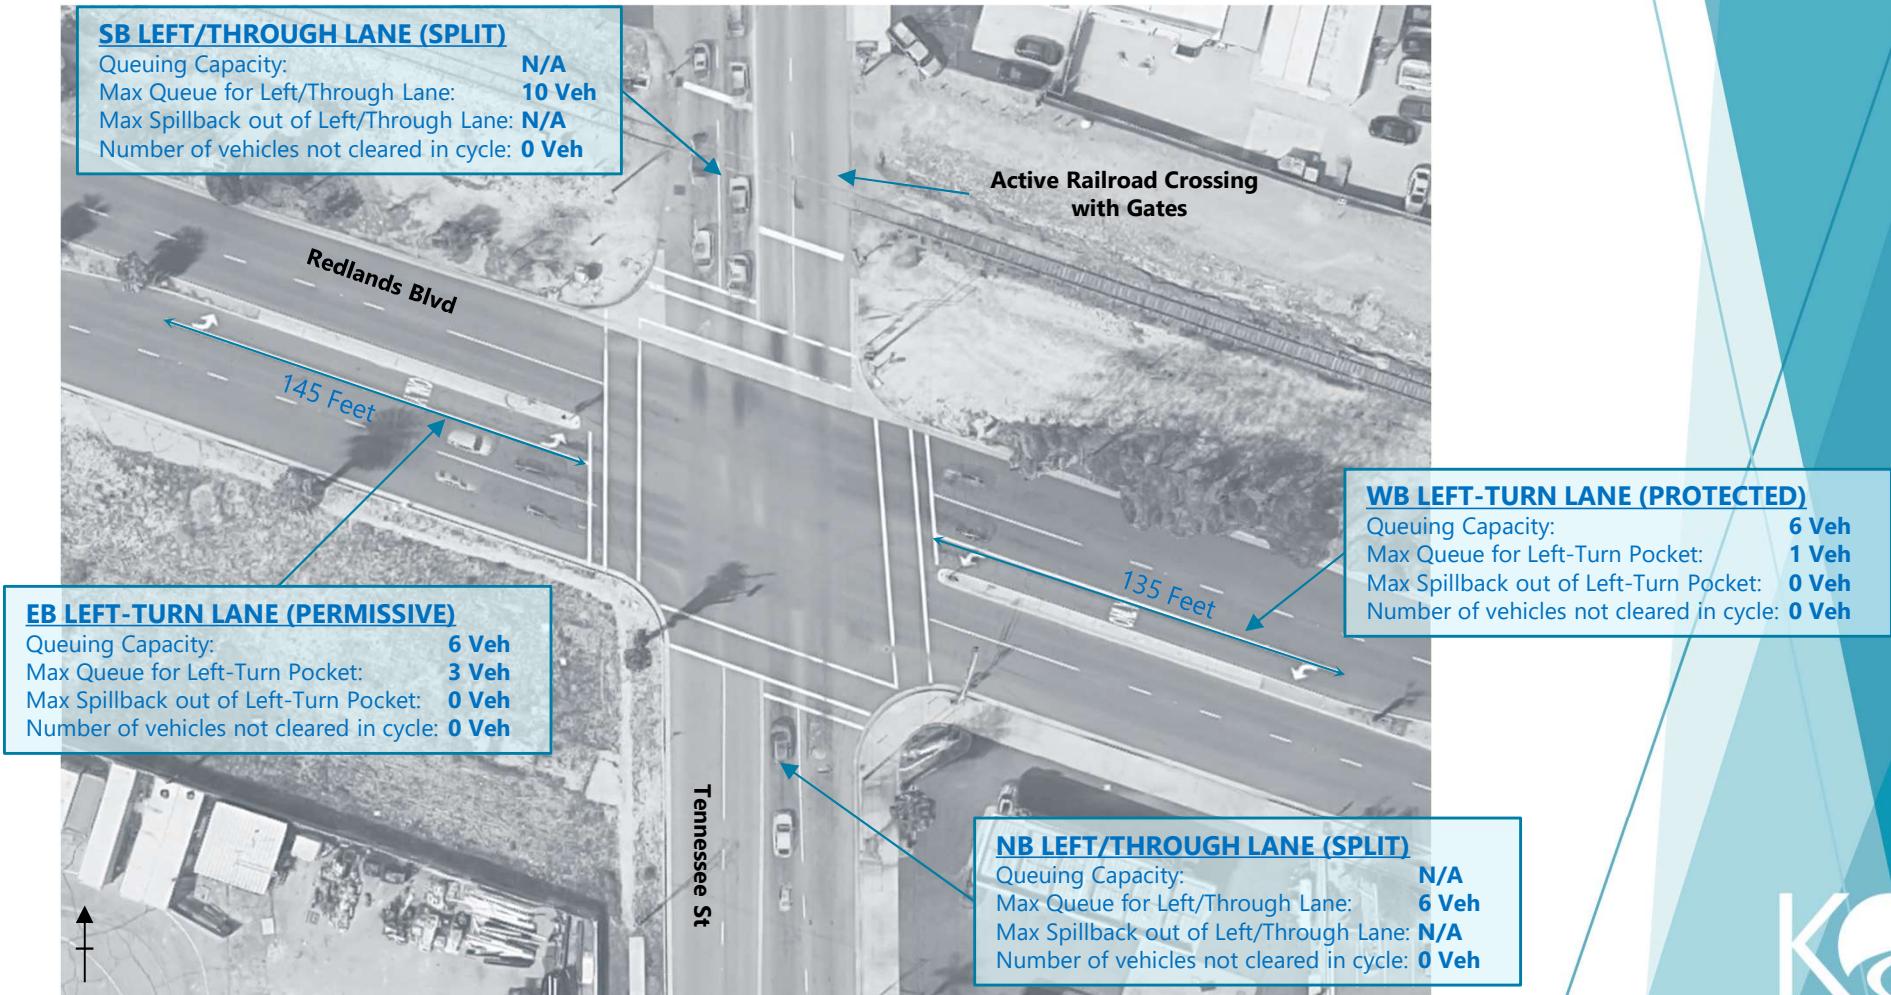 SB LEFT/THROUGH LANE (SPLIT)
Queuing Capacity: N/A
Max Queue for Left/Through Lane: 10 Veh
Max Spillback out of Left/Through Lane: N/A
Number of vehicles not cleared in cycle: 0 Veh
Active Railroad Crossing
with Gates
Redlands Blvd
145 Feet
ONLY
WB LEFT-TURN LANE (PROTECTED)
Queuing Capacity: 6 Veh
Max Queue for Left-Turn Pocket: 1 Veh
Max Spillback out of Left-Turn Pocket: 0 Veh
Number of vehicles not cleared in cycle: 0 Veh
135 Feet
ONLY
EB LEFT-TURN LANE (PERMISSIVE)
Queuing Capacity: 6 Veh
Max Queue for Left-Turn Pocket: 3 Veh
Max Spillback out of Left-Turn Pocket: 0 Veh
Number of vehicles not cleared in cycle: 0 Veh
Tennessee St
NB LEFT/THROUGH LANE (SPLIT)
Queuing Capacity: N/A
Max Queue for Left/Through Lane: 6 Veh
Max Spillback out of Left/Through Lane: N/A
Number of vehicles not cleared in cycle: 0 Veh
K